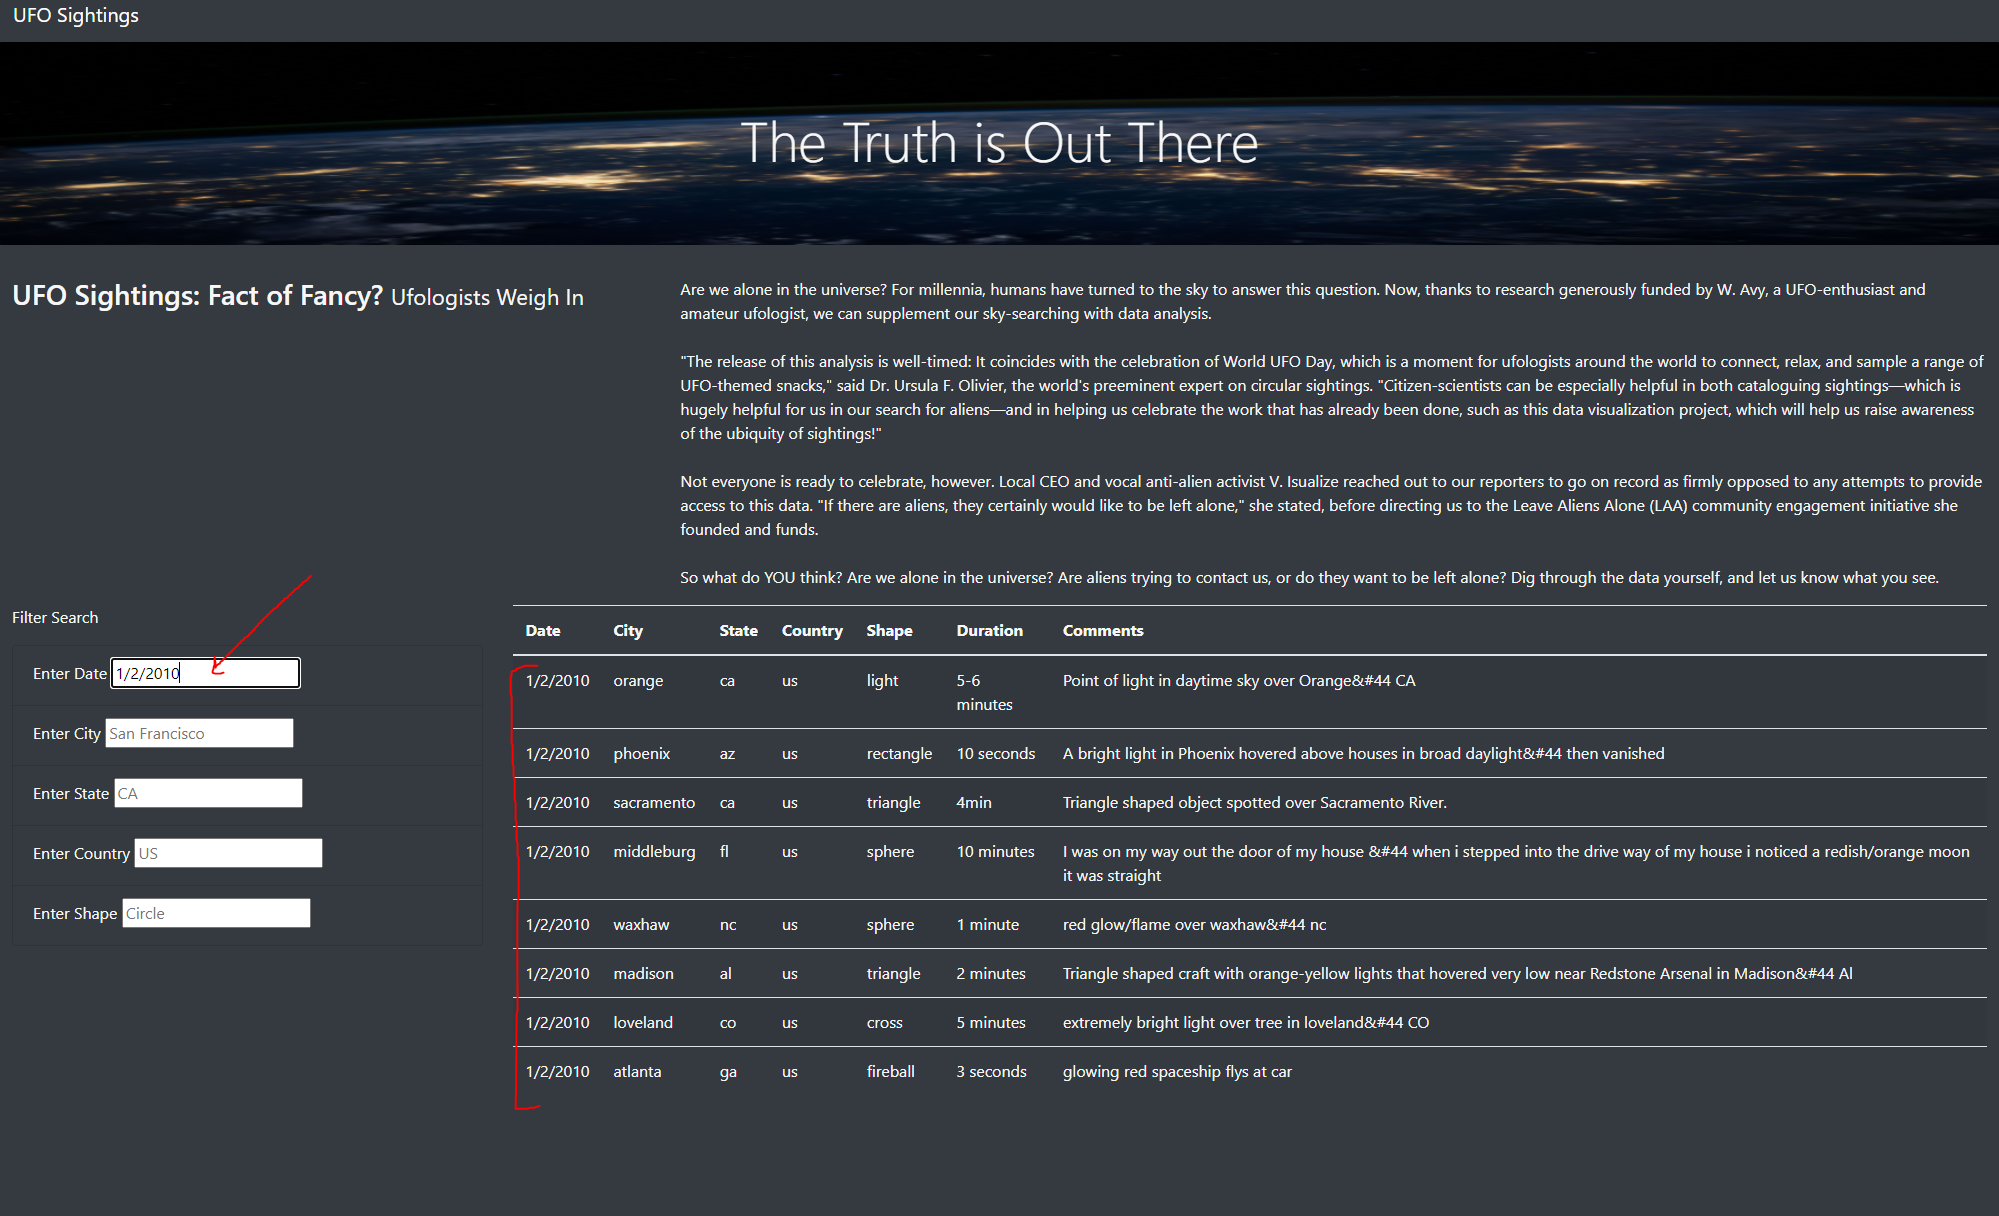 UFO Sightings
The Truth is Out There
UFO Sightings: Fact of Fancy? Ufologists Weigh In
Are we alone in the universe? For millennia, humans have turned to the sky to answer this question. Now, thanks to research generously funded by W. Avy, a UFO-enthusiast and
amateur ufologist, we can supplement our sky-searching with data analysis.
"The release of this analysis is well-timed: It coincides with the celebration of World UFO Day, which is a moment for ufologists around the world to connect, relax, and sample a range of
UFO-themed snacks," said Dr. Ursula F. Olivier, the world's preeminent expert on circular sightings. "Citizen-scientists can be especially helpful in both cataloguing sightings—which is
hugely helpful for us in our search for aliens—and in helping us celebrate the work that has already been done, such as this data visualization project, which will help us raise awareness
of the ubiquity of sightings!"
Not everyone is ready to celebrate, however. Local CEO and vocal anti-alien activist V. Isualize reached out to our reporters to go on record as firmly opposed to any attempts to provide
access to this data. "If there are aliens, they certainly would like to be left alone," she stated, before directing us to the Leave Aliens Alone (LAA) community engagement initiative she
founded and funds.
So what do YOU think? Are we alone in the universe? Are aliens trying to contact us, or do they want to be left alone? Dig through the data yourself, and let us know what you see.
Filter Search
Enter Date 1/2/2010
Enter City San Francisco
Enter State CA
Enter Country US
Enter Shape Circle
Date City State Country Shape Duration Comments
1/2/2010 orange ca us light 5-6 minutes Point of light in daytime sky over Orange&#44 CA
1/2/2010 phoenix az us rectangle 10 seconds A bright light in Phoenix hovered above houses in broad daylight&#44 then vanished
1/2/2010 sacramento ca us triangle 4min Triangle shaped object spotted over Sacramento River.
1/2/2010 middleburg fl us sphere 10 minutes I was on my way out the door of my house &#44 when i stepped into the drive way of my house i noticed a redish/orange moon
it was straight
1/2/2010 waxhaw nc us sphere 1 minute red glow/flame over waxhaw&#44 nc
1/2/2010 madison al us triangle 2 minutes Triangle shaped craft with orange-yellow lights that hovered very low near Redstone Arsenal in Madison&#44 Al
1/2/2010 loveland co us cross 5 minutes extremely bright light over tree in loveland&#44 CO
1/2/2010 atlanta ga us fireball 3 seconds glowing red spaceship flys at car